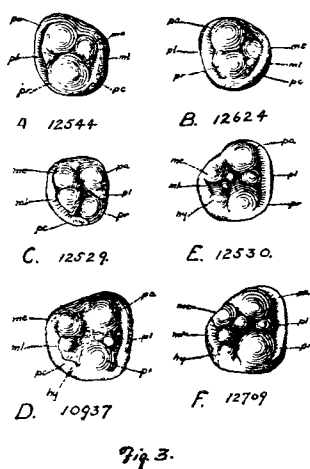 pa me
pl ml
pr pc
A 12544
pa
pl me
pr ml
pc
B. 12624
me pa
ml pl
pc pr
C. 12529.
pa
me
ml pl
hy pr
E. 12530.
pa
me
ml pl
pc pr
hy
D. 10937
pa
me
ml pl
hy pr
F. 12709
Fig. 3.